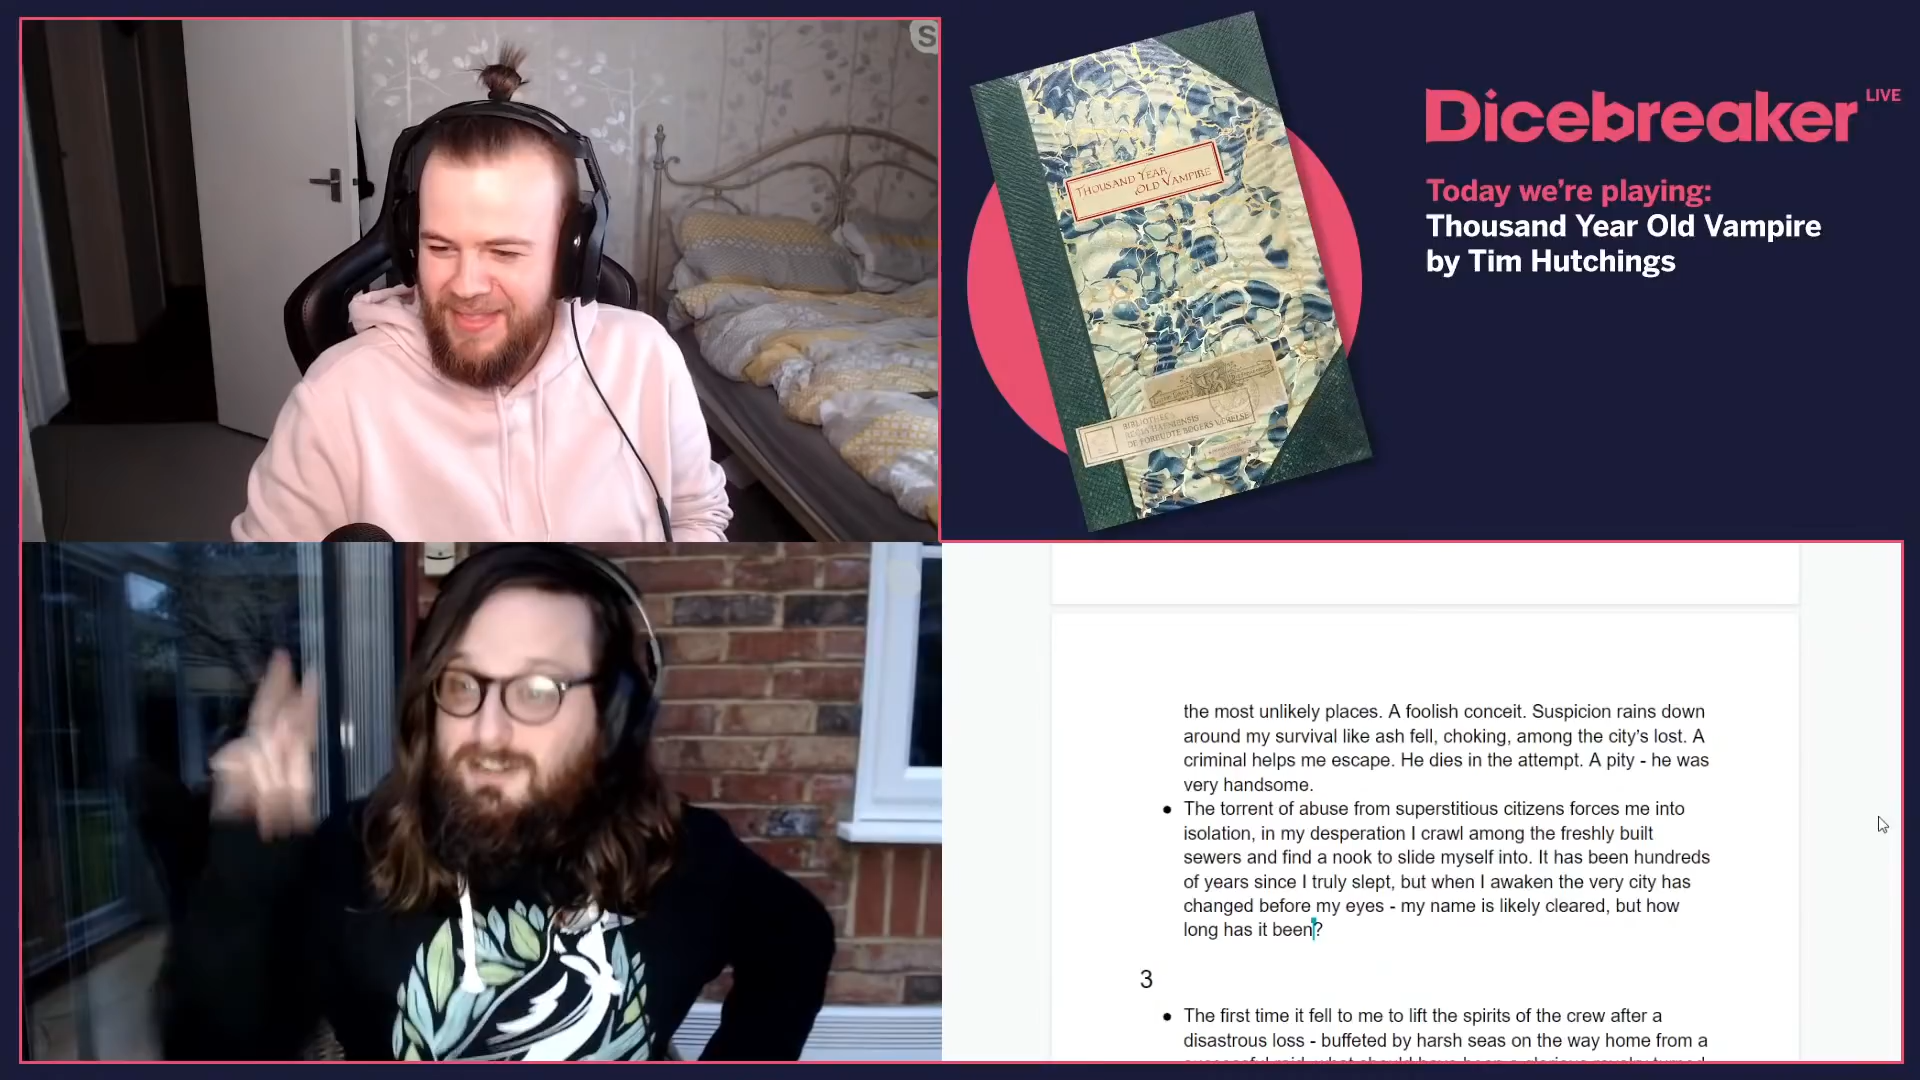 S
THOUSAND YEAR
OLD VAMPIRE
BIBLIOTHECA
DE FORBUDTE BØGERS VÆRELSE
Dicebreaker LIVE
Today we’re playing:
Thousand Year Old Vampire
by Tim Hutchings
the most unlikely places. A foolish conceit. Suspicion rains down
around my survival like ash fell, choking, among the city’s lost. A
criminal helps me escape. He dies in the attempt. A pity - he was
very handsome.
● The torrent of abuse from superstitious citizens forces me into
isolation, in my desperation I crawl among the freshly built
sewers and find a nook to slide myself into. It has been hundreds
of years since I truly slept, but when I awaken the very city has
changed before my eyes - my name is likely cleared, but how
long has it been?
3
● The first time it fell to me to lift the spirits of the crew after a
disastrous loss - buffeted by harsh seas on the way home from a